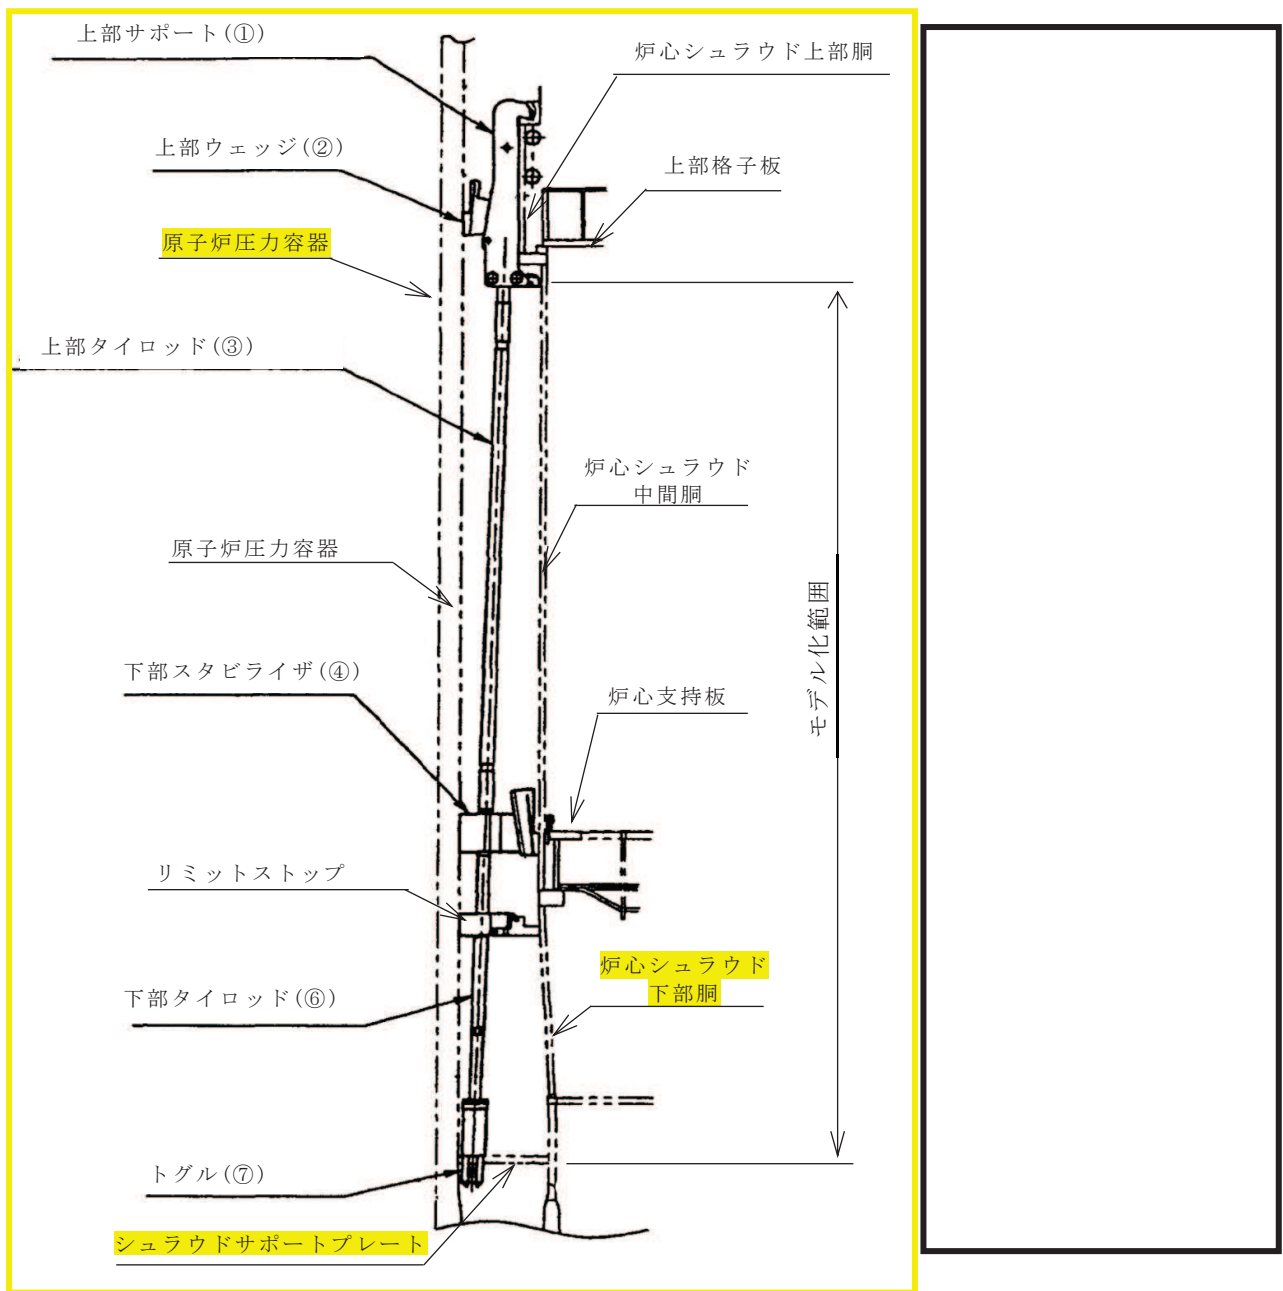 上部サポート(①)
炉心シュラウド上部胴
上部ウェッジ(②)
上部格子板
原子炉圧力容器
上部タイロッド(③)
炉心シュラウド
中間胴
原子炉圧力容器
モデル化範囲
下部スタビライザ(④)
炉心支持板
リミットストップ
炉心シュラウド
下部胴
下部タイロッド(⑥)
トグル(⑦)
シュラウドサポートプレート